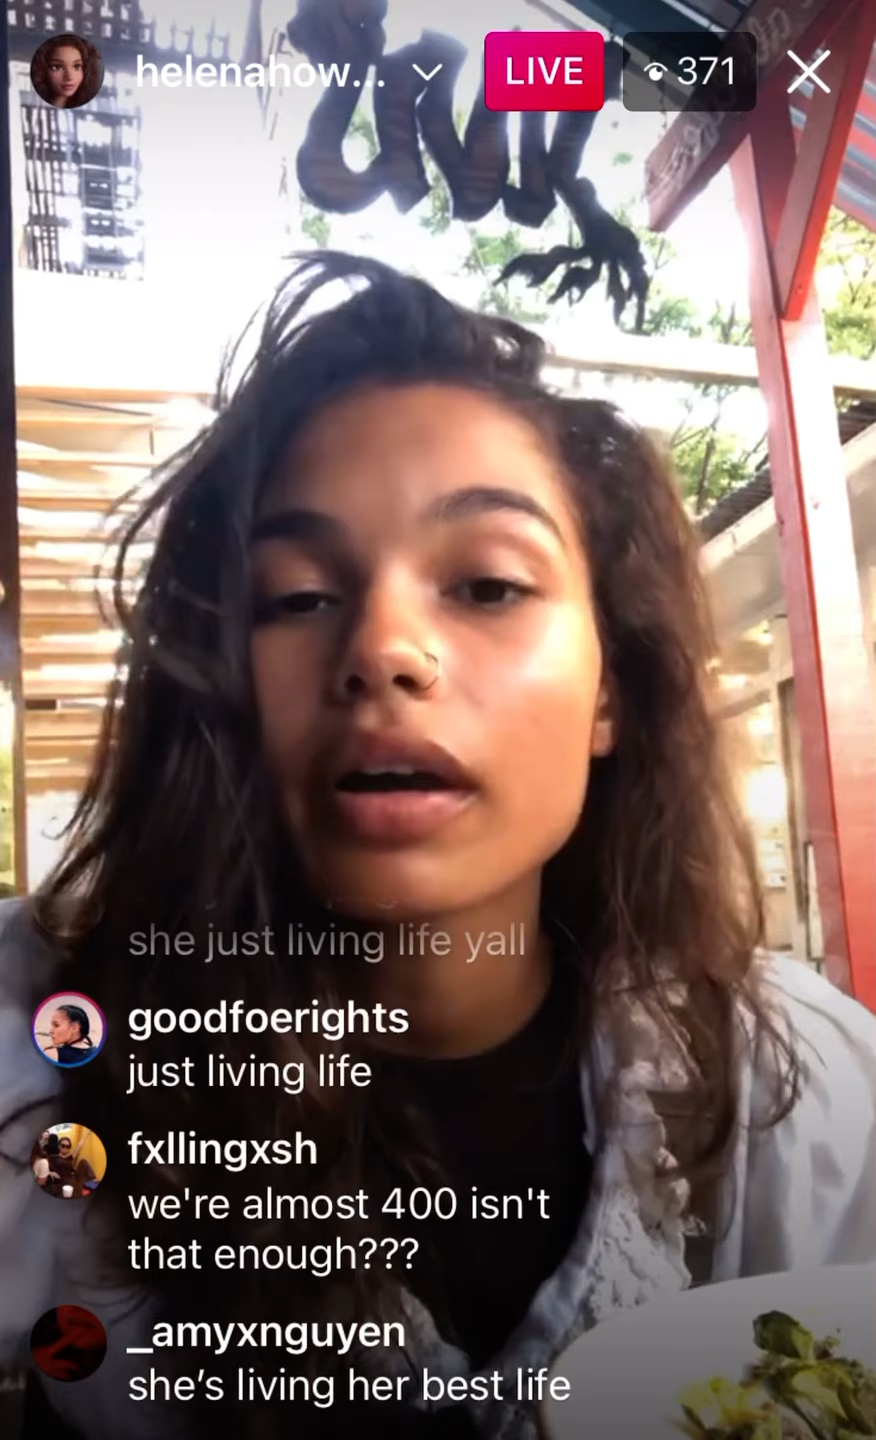 helenahow...
LIVE
371
she just living life yall
goodfoerights
just living life
fxllingxsh
we're almost 400 isn't
that enough???
_amyxnguyen
she’s living her best life